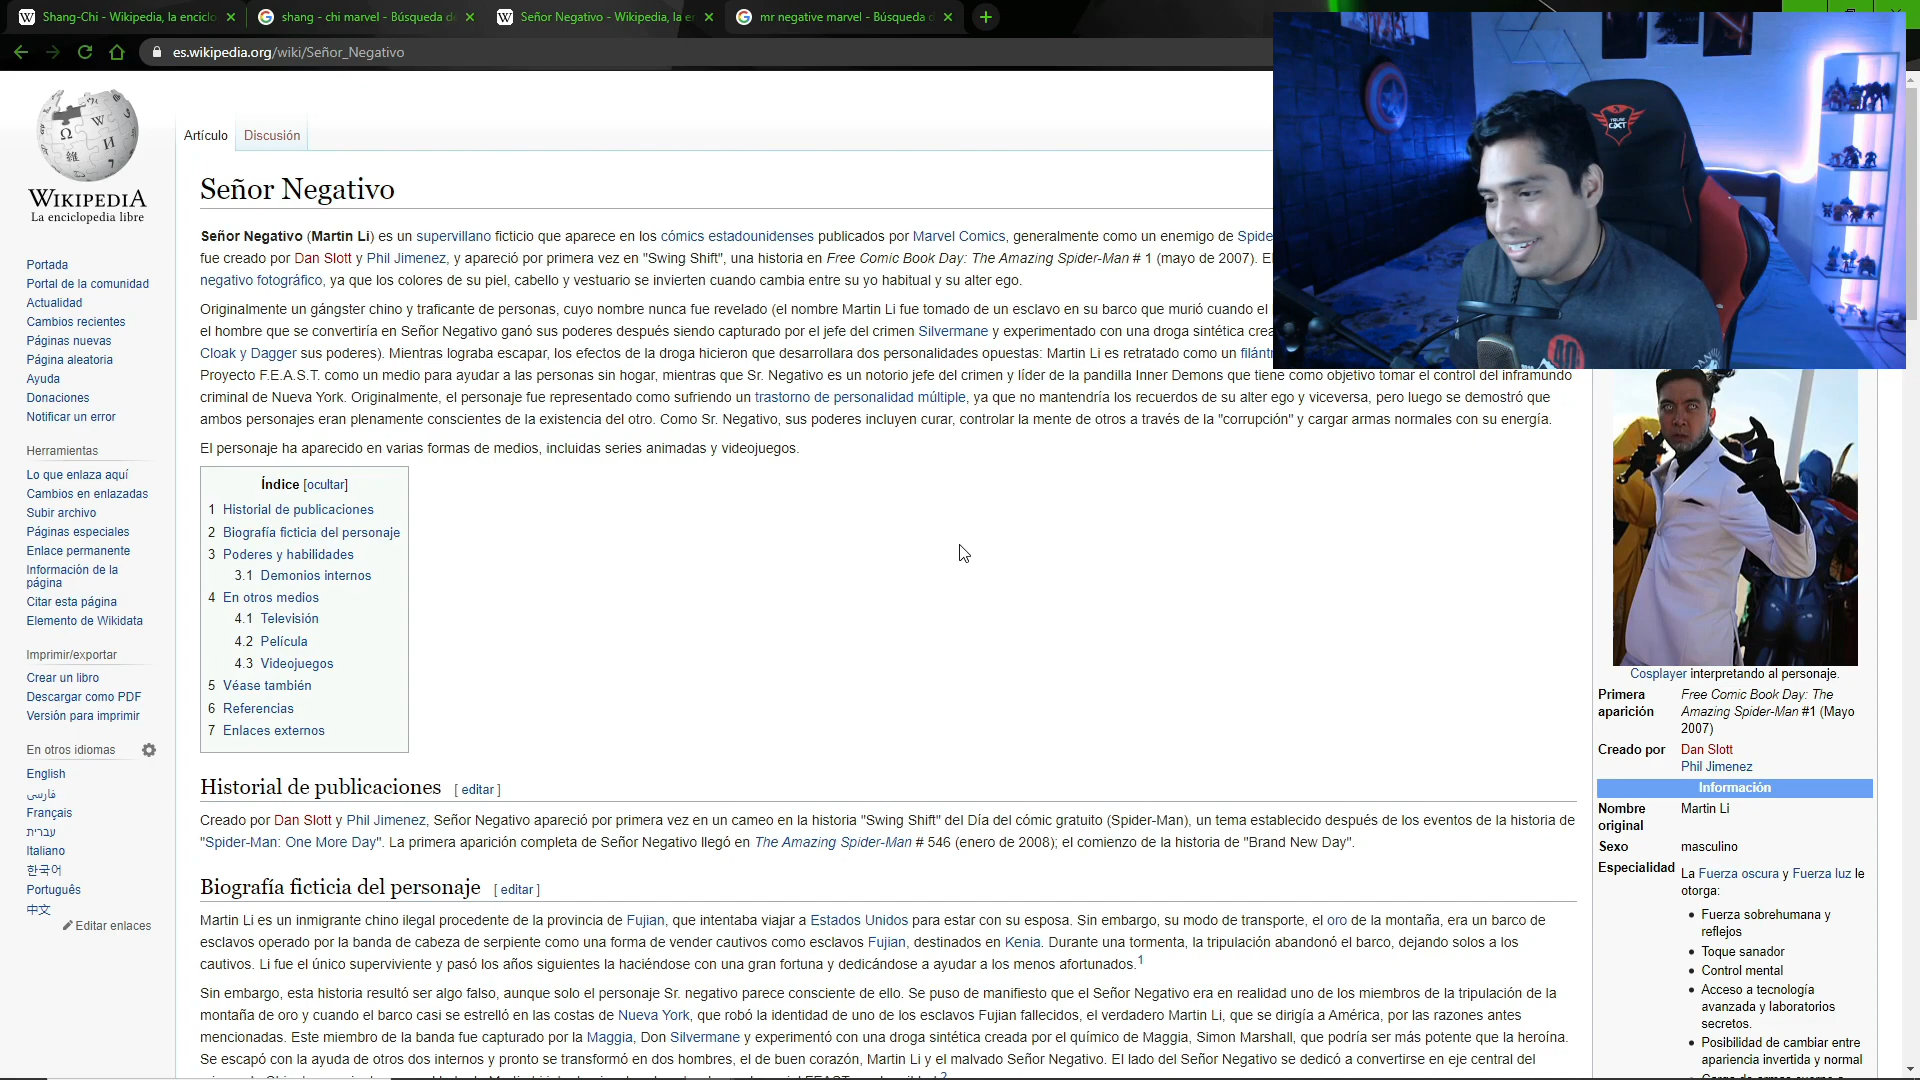 Shang-Chi - Wikipedia, la enciclo
shang - chi marvel - Búsqueda de
Señor Negativo - Wikipedia, la en
mr negative marvel - Búsqueda d
es.wikipedia.org/wiki/Señor_Negativo
WIKIPEDIA
La enciclopedia libre
Portada
Portal de la comunidad
Actualidad
Cambios recientes
Páginas nuevas
Página aleatoria
Ayuda
Donaciones
Notificar un error
Herramientas
Lo que enlaza aquí
Cambios en enlazadas
Subir archivo
Páginas especiales
Enlace permanente
Información de la
página
Citar esta página
Elemento de Wikidata
Imprimir/exportar
Crear un libro
Descargar como PDF
Versión para imprimir
En otros idiomas
English
فارسی
Français
עברית
Italiano
한국어
Português
中文
Editar enlaces
Artículo
Discusión
Señor Negativo
Señor Negativo (Martin Li) es un supervillano ficticio que aparece en los cómics estadounidenses publicados por Marvel Comics, generalmente como un enemigo de Spide
fue creado por Dan Slott y Phil Jimenez, y apareció por primera vez en "Swing Shift", una historia en Free Comic Book Day: The Amazing Spider-Man # 1 (mayo de 2007). E
negativo fotográfico, ya que los colores de su piel, cabello y vestuario se invierten cuando cambia entre su yo habitual y su alter ego.
Originalmente un gángster chino y traficante de personas, cuyo nombre nunca fue revelado (el nombre Martin Li fue tomado de un esclavo en su barco que murió cuando el
el hombre que se convertiría en Señor Negativo ganó sus poderes después siendo capturado por el jefe del crimen Silvermane y experimentado con una droga sintética crea
Cloak y Dagger sus poderes). Mientras lograba escapar, los efectos de la droga hicieron que desarrollara dos personalidades opuestas: Martin Li es retratado como un filántr
Proyecto F.E.A.S.T. como un medio para ayudar a las personas sin hogar, mientras que Sr. Negativo es un notorio jefe del crimen y líder de la pandilla Inner Demons que tiene como objetivo tomar el control del inframundo
criminal de Nueva York. Originalmente, el personaje fue representado como sufriendo un trastorno de personalidad múltiple, ya que no mantendría los recuerdos de su alter ego y viceversa, pero luego se demostró que
ambos personajes eran plenamente conscientes de la existencia del otro. Como Sr. Negativo, sus poderes incluyen curar, controlar la mente de otros a través de la "corrupción" y cargar armas normales con su energía.
El personaje ha aparecido en varias formas de medios, incluidas series animadas y videojuegos.
Índice [ocultar]
1 Historial de publicaciones
2 Biografía ficticia del personaje
3 Poderes y habilidades
3.1 Demonios internos
4 En otros medios
4.1 Televisión
4.2 Película
4.3 Videojuegos
5 Véase también
6 Referencias
7 Enlaces externos
Historial de publicaciones [ editar ]
Creado por Dan Slott y Phil Jimenez, Señor Negativo apareció por primera vez en un cameo en la historia "Swing Shift" del Día del cómic gratuito (Spider-Man), un tema establecido después de los eventos de la historia de
"Spider-Man: One More Day". La primera aparición completa de Señor Negativo llegó en The Amazing Spider-Man # 546 (enero de 2008); el comienzo de la historia de "Brand New Day".
Biografía ficticia del personaje [ editar ]
Martin Li es un inmigrante chino ilegal procedente de la provincia de Fujian, que intentaba viajar a Estados Unidos para estar con su esposa. Sin embargo, su modo de transporte, el oro de la montaña, era un barco de
esclavos operado por la banda de cabeza de serpiente como una forma de vender cautivos como esclavos Fujian, destinados en Kenia. Durante una tormenta, la tripulación abandonó el barco, dejando solos a los
cautivos. Li fue el único superviviente y pasó los años siguientes la haciéndose con una gran fortuna y dedicándose a ayudar a los menos afortunados.1
Sin embargo, esta historia resultó ser algo falso, aunque solo el personaje Sr. negativo parece consciente de ello. Se puso de manifiesto que el Señor Negativo era en realidad uno de los miembros de la tripulación de la
montaña de oro y cuando el barco casi se estrelló en las costas de Nueva York, que robó la identidad de uno de los esclavos Fujian fallecidos, el verdadero Martin Li, que se dirigía a América, por las razones antes
mencionadas. Este miembro de la banda fue capturado por la Maggia, Don Silvermane y experimentó con una droga sintética creada por el químico de Maggia, Simon Marshall, que podría ser más potente que la heroína.
Se escapó con la ayuda de otros dos internos y pronto se transformó en dos hombres, el de buen corazón, Martin Li y el malvado Señor Negativo. El lado del Señor Negativo se dedicó a convertirse en eje central del
Cosplayer interpretando al personaje.
Primera aparición Free Comic Book Day: The
Amazing Spider-Man #1 (Mayo
2007)
Creado por Dan Slott
Phil Jimenez
Información
Nombre original Martin Li
Sexo masculino
Especialidad La Fuerza oscura y Fuerza luz le
otorga:
• Fuerza sobrehumana y
reflejos
• Toque sanador
• Control mental
• Acceso a tecnología
avanzada y laboratorios
secretos.
• Posibilidad de cambiar entre
apariencia invertida y normal